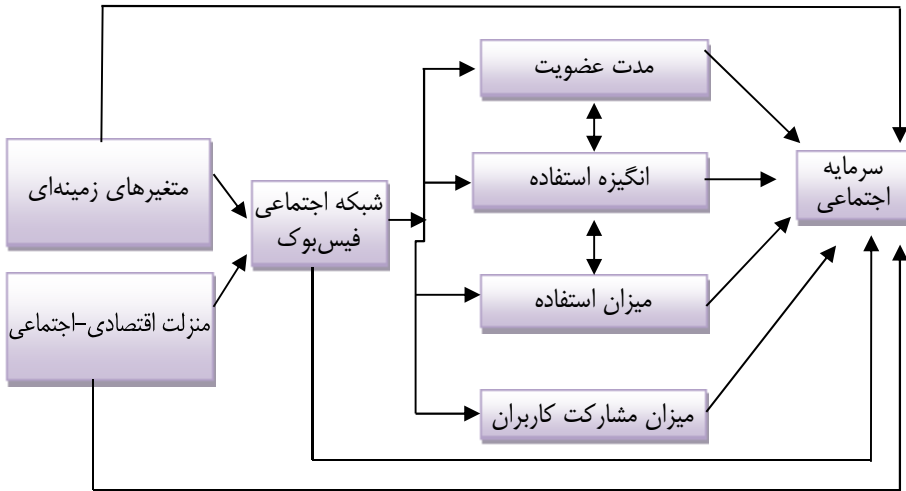 مدت عضویت
متغیرهای زمینه‌ای
انگیزه استفاده
سرمایه
اجتماعی
شبکه اجتماعی
فیس‌بوک
منزلت اقتصادی-اجتماعی
میزان استفاده
میزان مشارکت کاربران